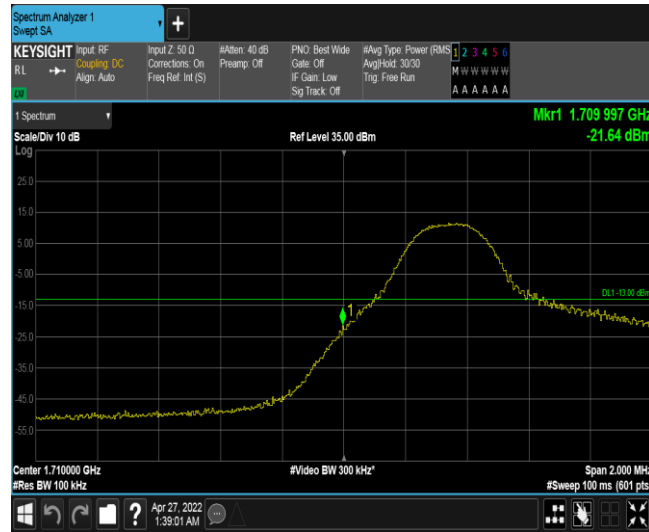 Spectrum Analyzer 1
Swept SA
+
KEYSIGHT Input: RF Input Z: 50 Ω #Atten: 40 dB PNO: Best Wide #Avg Type: Power (RMS 1 2 3 4 5 6
RL Coupling: DC Corrections: On Preamp: Off Gate: Off Avg|Hold: 30/30 M W W W W W
Align: Auto Freq Ref: Int (S) IF Gain: Low Trig: Free Run
Sig Track: Off A A A A A A
1 Spectrum Mkr1 1.709 997 GHz
Scale/Div 10 dB Ref Level 35.00 dBm -21.64 dBm
Log
25.0
15.0
5.00
-5.00
DL1 -13.00 dBm
-15.0
1
-25.0
-35.0
-45.0
-55.0
Center 1.710000 GHz #Video BW 300 kHz* Span 2.000 MHz
#Res BW 100 kHz #Sweep 100 ms (601 pts
? Apr 27, 2022
1:39:01 AM